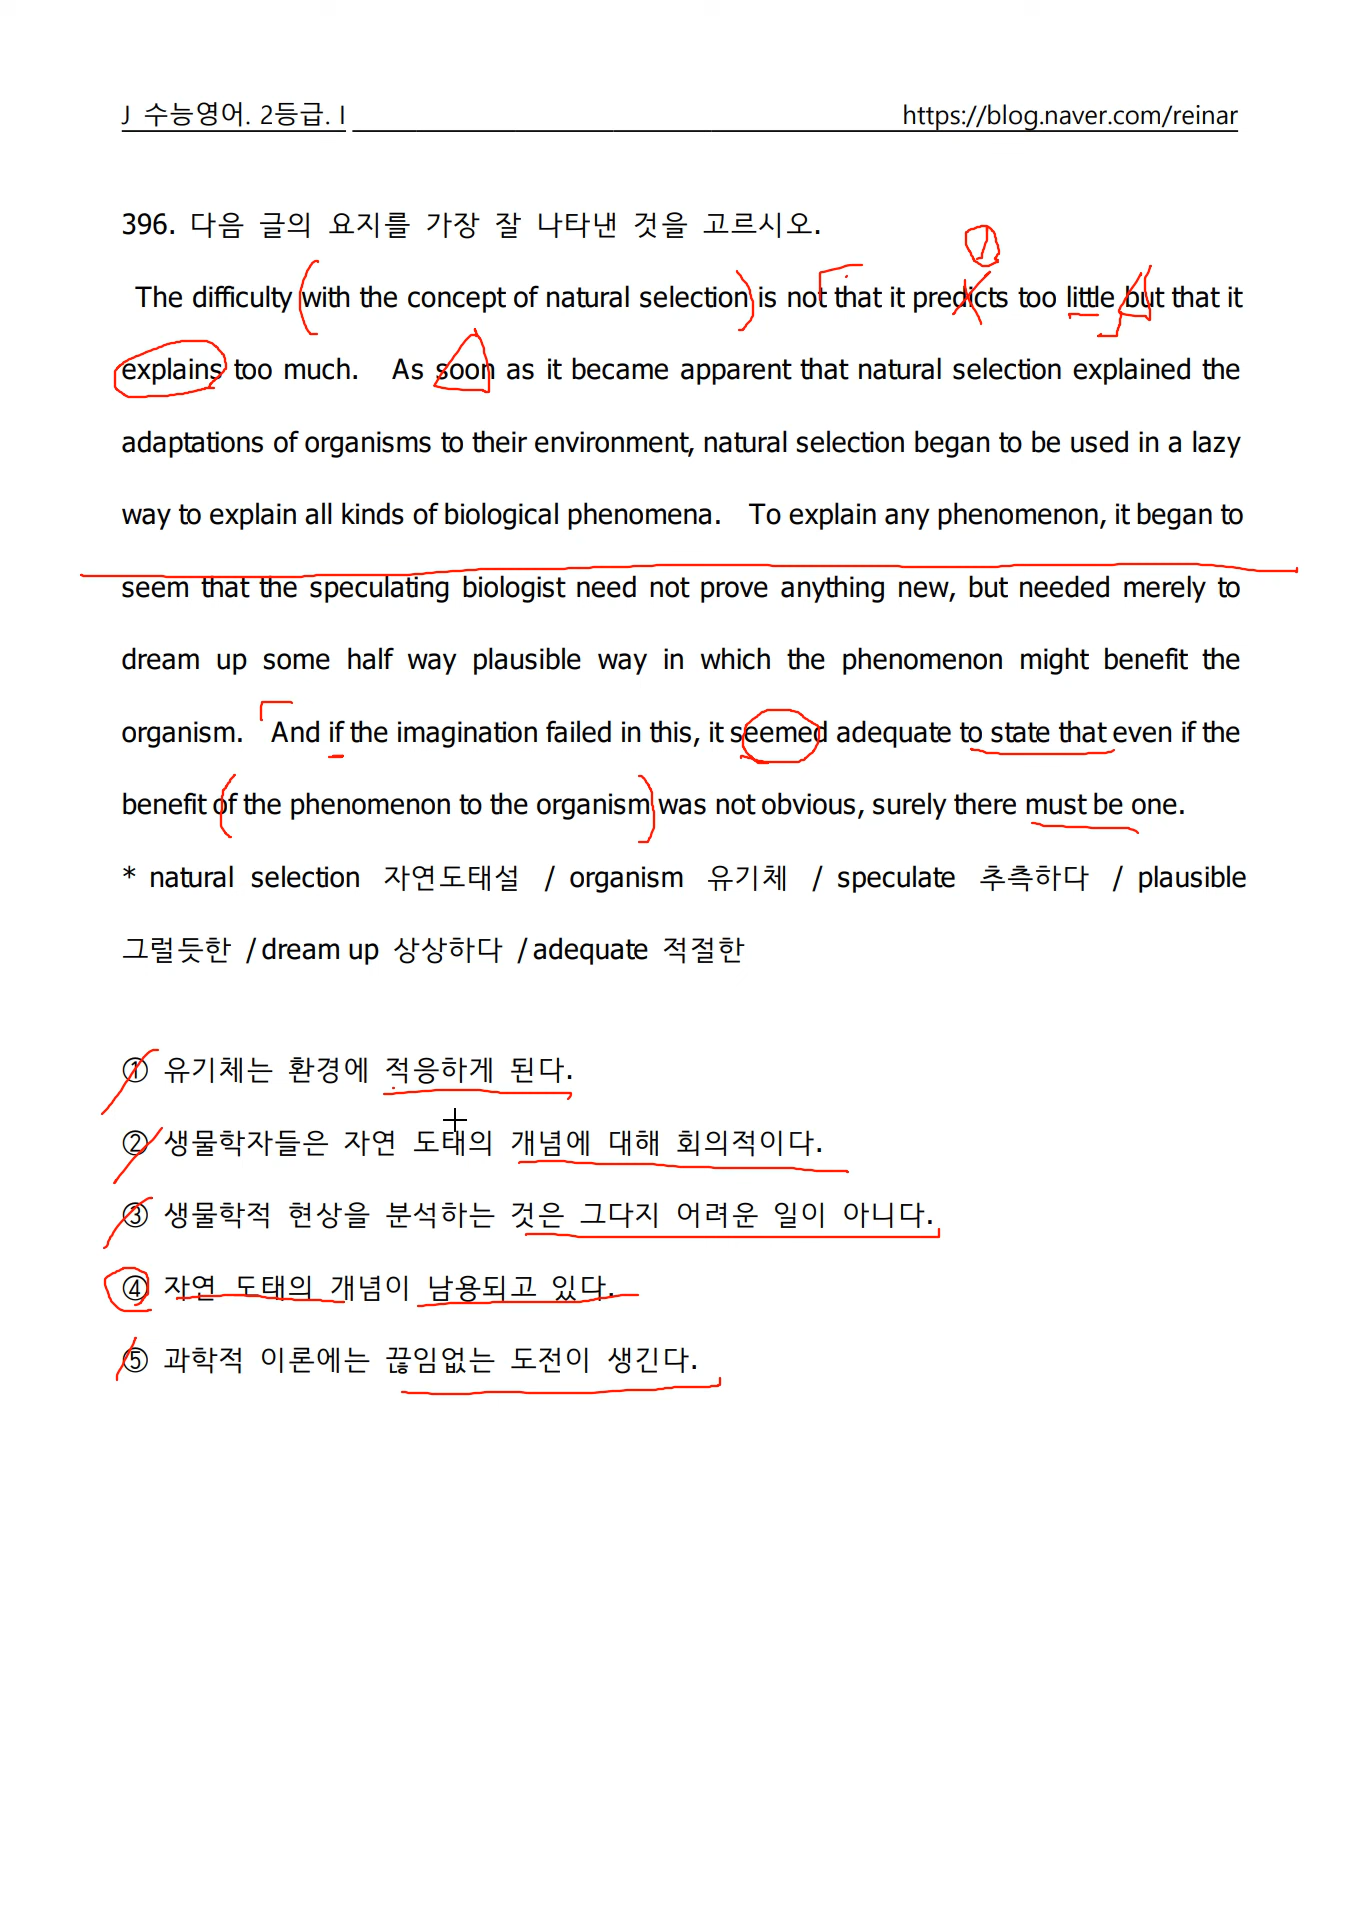 J 수능영어. 2등급. I https://blog.naver.com/reinar
396. 다음 글의 요지를 가장 잘 나타낸 것을 고르시오.
1
The difficulty with the concept of natural selection is not that it predicts too little but that it
explains too much. As soon as it became apparent that natural selection explained the
adaptations of organisms to their environment, natural selection began to be used in a lazy
way to explain all kinds of biological phenomena. To explain any phenomenon, it began to
seem that the speculating biologist need not prove anything new, but needed merely to
dream up some half way plausible way in which the phenomenon might benefit the
organism. And if the imagination failed in this, it seemed adequate to state that even if the
benefit of the phenomenon to the organism was not obvious, surely there must be one.
* natural selection 자연도태설 / organism 유기체 / speculate 추측하다 / plausible
그럴듯한 / dream up 상상하다 / adequate 적절한
① 유기체는 환경에 적응하게 된다.
② 생물학자들은 자연 도태의 개념에 대해 회의적이다.
③ 생물학적 현상을 분석하는 것은 그다지 어려운 일이 아니다.
④ 자연 도태의 개념이 남용되고 있다.
⑤ 과학적 이론에는 끊임없는 도전이 생긴다.